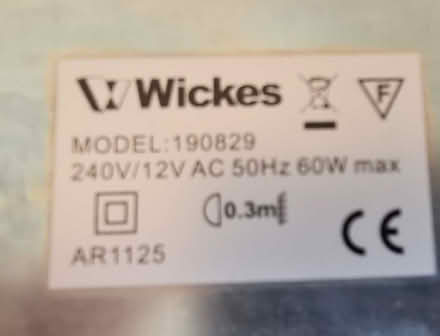 Wickes F
MODEL:190829
240V/12V AC 50Hz 60W max
0.3m
CE
AR1125